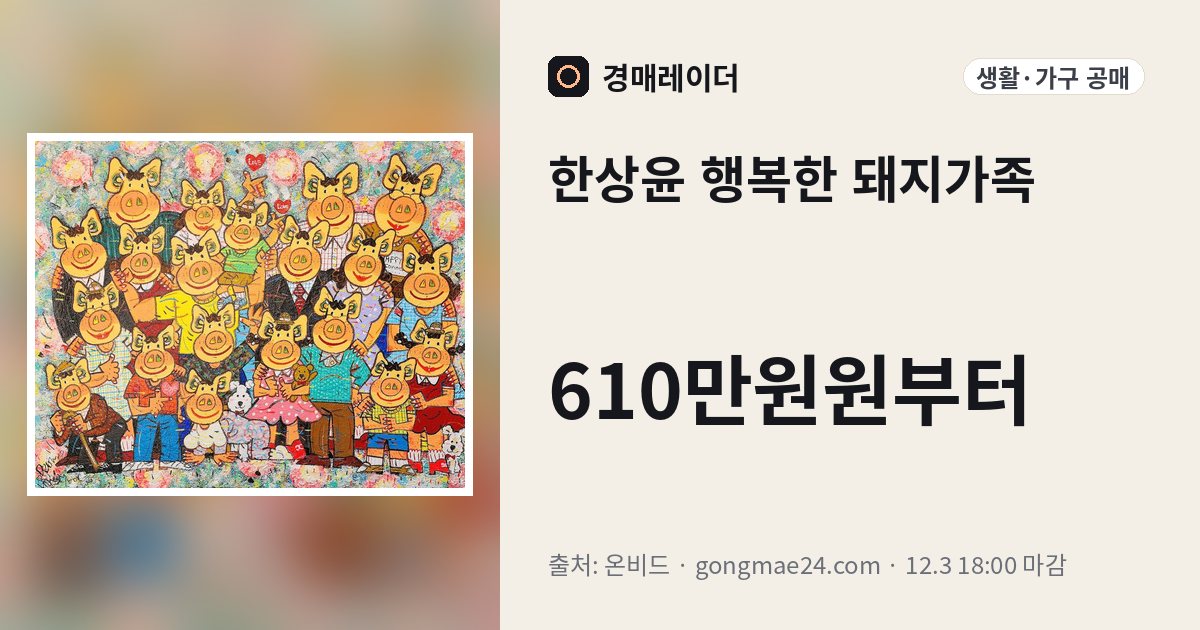 경매레이더
생활·가구 공매
한상윤 행복한 돼지가족
610만원원부터
출처: 온비드 · gongmae24.com · 12.3 18:00 마감